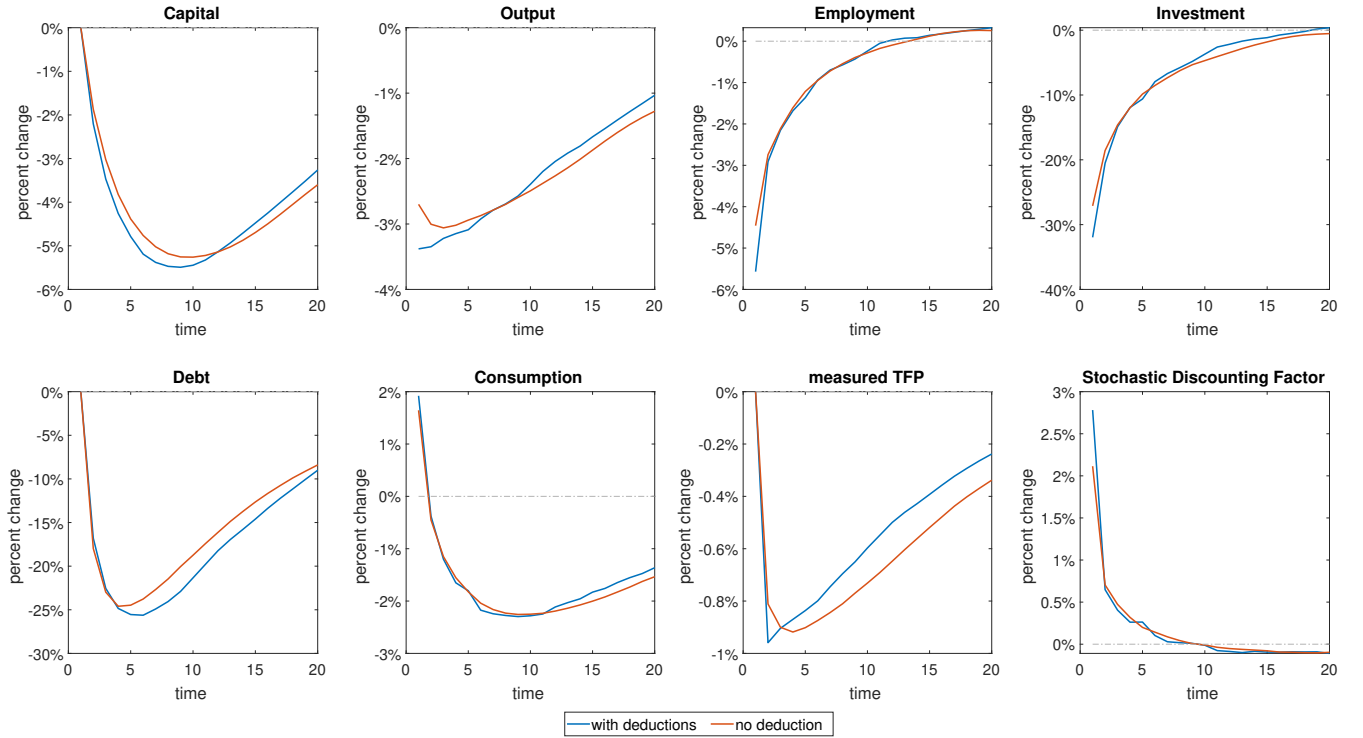 Capital
Output
Employment
Investment
0%
-1%
-2%
-3%
-4%
-5%
-6%
percent change
0 5 10 15 20
time
0%
-1%
-2%
-3%
-4%
percent change
0 5 10 15 20
time
0%
-1%
-2%
-3%
-4%
-5%
-6%
percent change
0 5 10 15 20
time
0%
-10%
-20%
-30%
-40%
percent change
0 5 10 15 20
time
Debt
Consumption
measured TFP
Stochastic Discounting Factor
0%
-5%
-10%
-15%
-20%
-25%
-30%
percent change
0 5 10 15 20
time
2%
1%
0%
-1%
-2%
-3%
percent change
0 5 10 15 20
time
0%
-0.2%
-0.4%
-0.6%
-0.8%
-1%
percent change
0 5 10 15 20
time
3%
2.5%
2%
1.5%
1%
0.5%
0%
percent change
0 5 10 15 20
time
with deductions no deduction